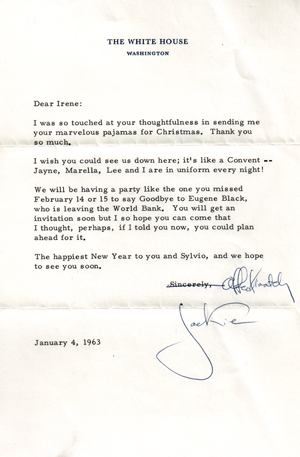 THE WHITE HOUSE
WASHINGTON
Dear Irene:
I was so touched at your thoughtfulness in sending me
your marvelous pajamas for Christmas. Thank you
so much.
I wish you could see us down here; it's like a Convent --
Jayne, Marella, Lee and I are in uniform every night!
We will be having a party like the one you missed
February 14 or 15 to say Goodbye to Eugene Black,
who is leaving the World Bank. You will get an
invitation soon but I so hope you can come that
I thought, perhaps, if I told you now, you could plan
ahead for it.
The happiest New Year to you and Sylvio, and we hope
to see you soon.
Sincerely, Affectionately
Jackie
January 4, 1963